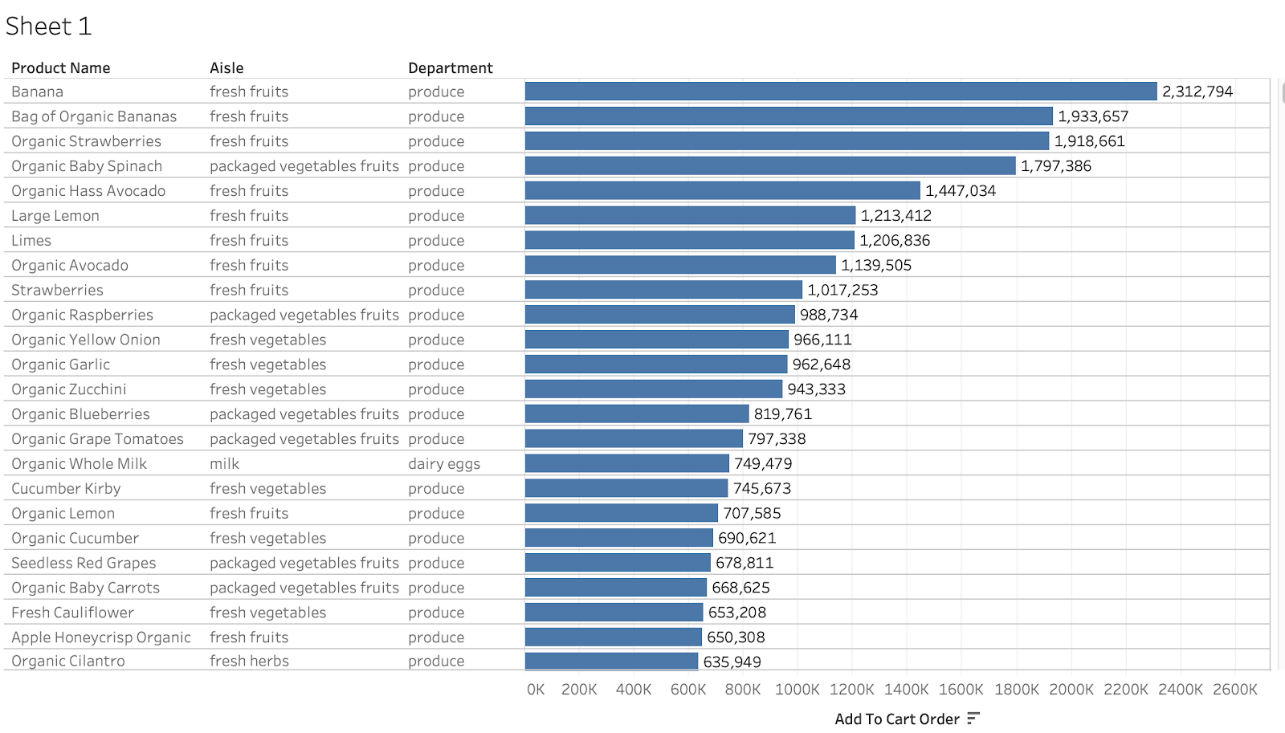 Sheet 1
Product Name Aisle Department
Banana fresh fruits produce 2,312,794
Bag of Organic Bananas fresh fruits produce 1,933,657
Organic Strawberries fresh fruits produce 1,918,661
Organic Baby Spinach packaged vegetables fruits produce 1,797,386
Organic Hass Avocado fresh fruits produce 1,447,034
Large Lemon fresh fruits produce 1,213,412
Limes fresh fruits produce 1,206,836
Organic Avocado fresh fruits produce 1,139,505
Strawberries fresh fruits produce 1,017,253
Organic Raspberries packaged vegetables fruits produce 988,734
Organic Yellow Onion fresh vegetables produce 966,111
Organic Garlic fresh vegetables produce 962,648
Organic Zucchini fresh vegetables produce 943,333
Organic Blueberries packaged vegetables fruits produce 819,761
Organic Grape Tomatoes packaged vegetables fruits produce 797,338
Organic Whole Milk milk dairy eggs 749,479
Cucumber Kirby fresh vegetables produce 745,673
Organic Lemon fresh fruits produce 707,585
Organic Cucumber fresh vegetables produce 690,621
Seedless Red Grapes packaged vegetables fruits produce 678,811
Organic Baby Carrots packaged vegetables fruits produce 668,625
Fresh Cauliflower fresh vegetables produce 653,208
Apple Honeycrisp Organic fresh fruits produce 650,308
Organic Cilantro fresh herbs produce 635,949
0K 200K 400K 600K 800K 1000K 1200K 1400K 1600K 1800K 2000K 2200K 2400K 2600K
Add To Cart Order